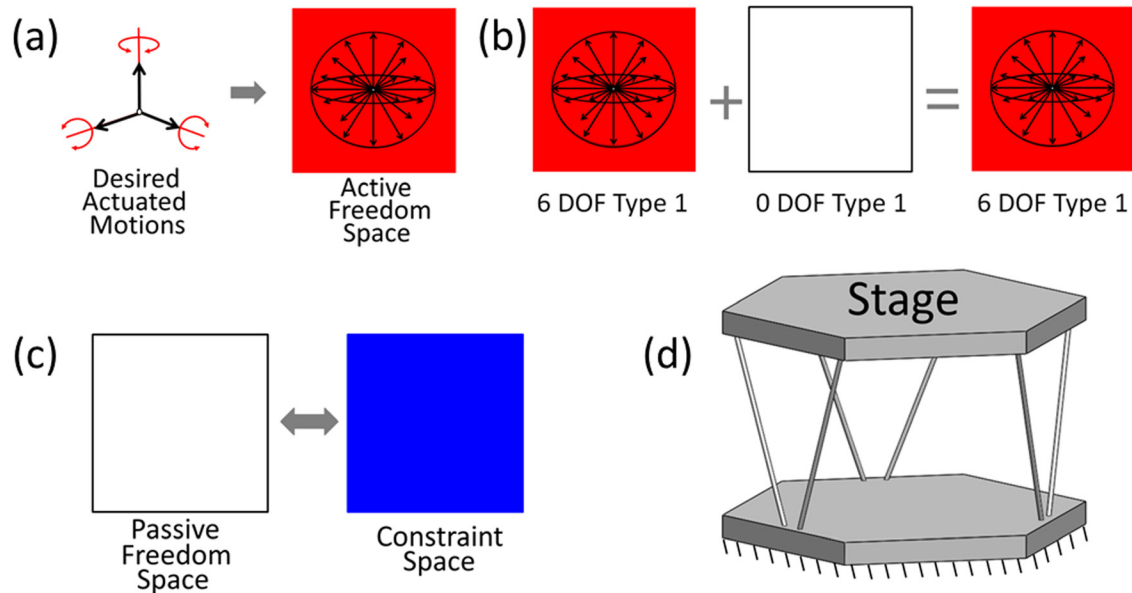 (a)
Desired
Actuated
Motions
Active
Freedom
Space
(b)
6 DOF Type 1
+
0 DOF Type 1
=
6 DOF Type 1
(c)
Passive
Freedom
Space
Constraint
Space
(d)
Stage